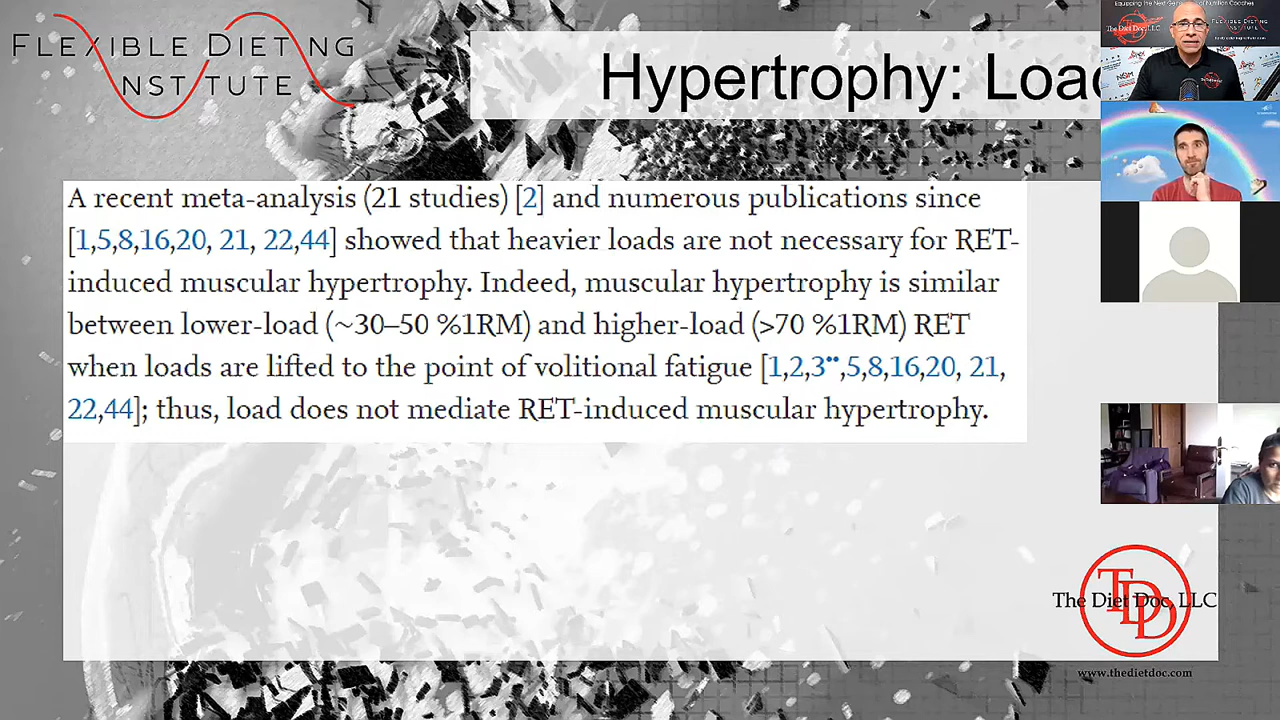 FLEXIBLE DIETING
INSTITUTE
Hypertrophy: Loa
A recent meta-analysis (21 studies) [2] and numerous publications since
[1,5,8,16,20, 21, 22,44] showed that heavier loads are not necessary for RET-
induced muscular hypertrophy. Indeed, muscular hypertrophy is similar
between lower-load (~30–50 %1RM) and higher-load (>70 %1RM) RET
when loads are lifted to the point of volitional fatigue [1,2,3••,5,8,16,20, 21,
22,44]; thus, load does not mediate RET-induced muscular hypertrophy.
TDD
The Diet Doc, LLC
www.thedietdoc.com